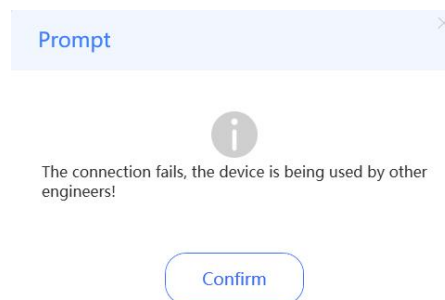 Prompt
The connection fails, the device is being used by other
engineers!
Confirm